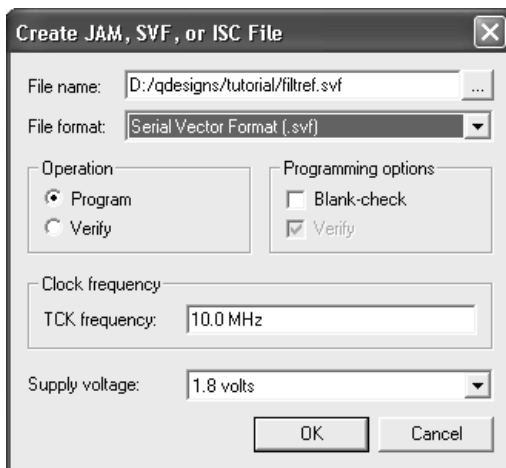 Create JAM, SVF, or ISC File
File name: D:/qdesigns/tutorial/filtref.svf ...
File format: Serial Vector Format (.svf)
Operation
Program
Verify
Programming options
Blank-check
Verify
Clock frequency
TCK frequency: 10.0 MHz
Supply voltage: 1.8 volts
OK Cancel